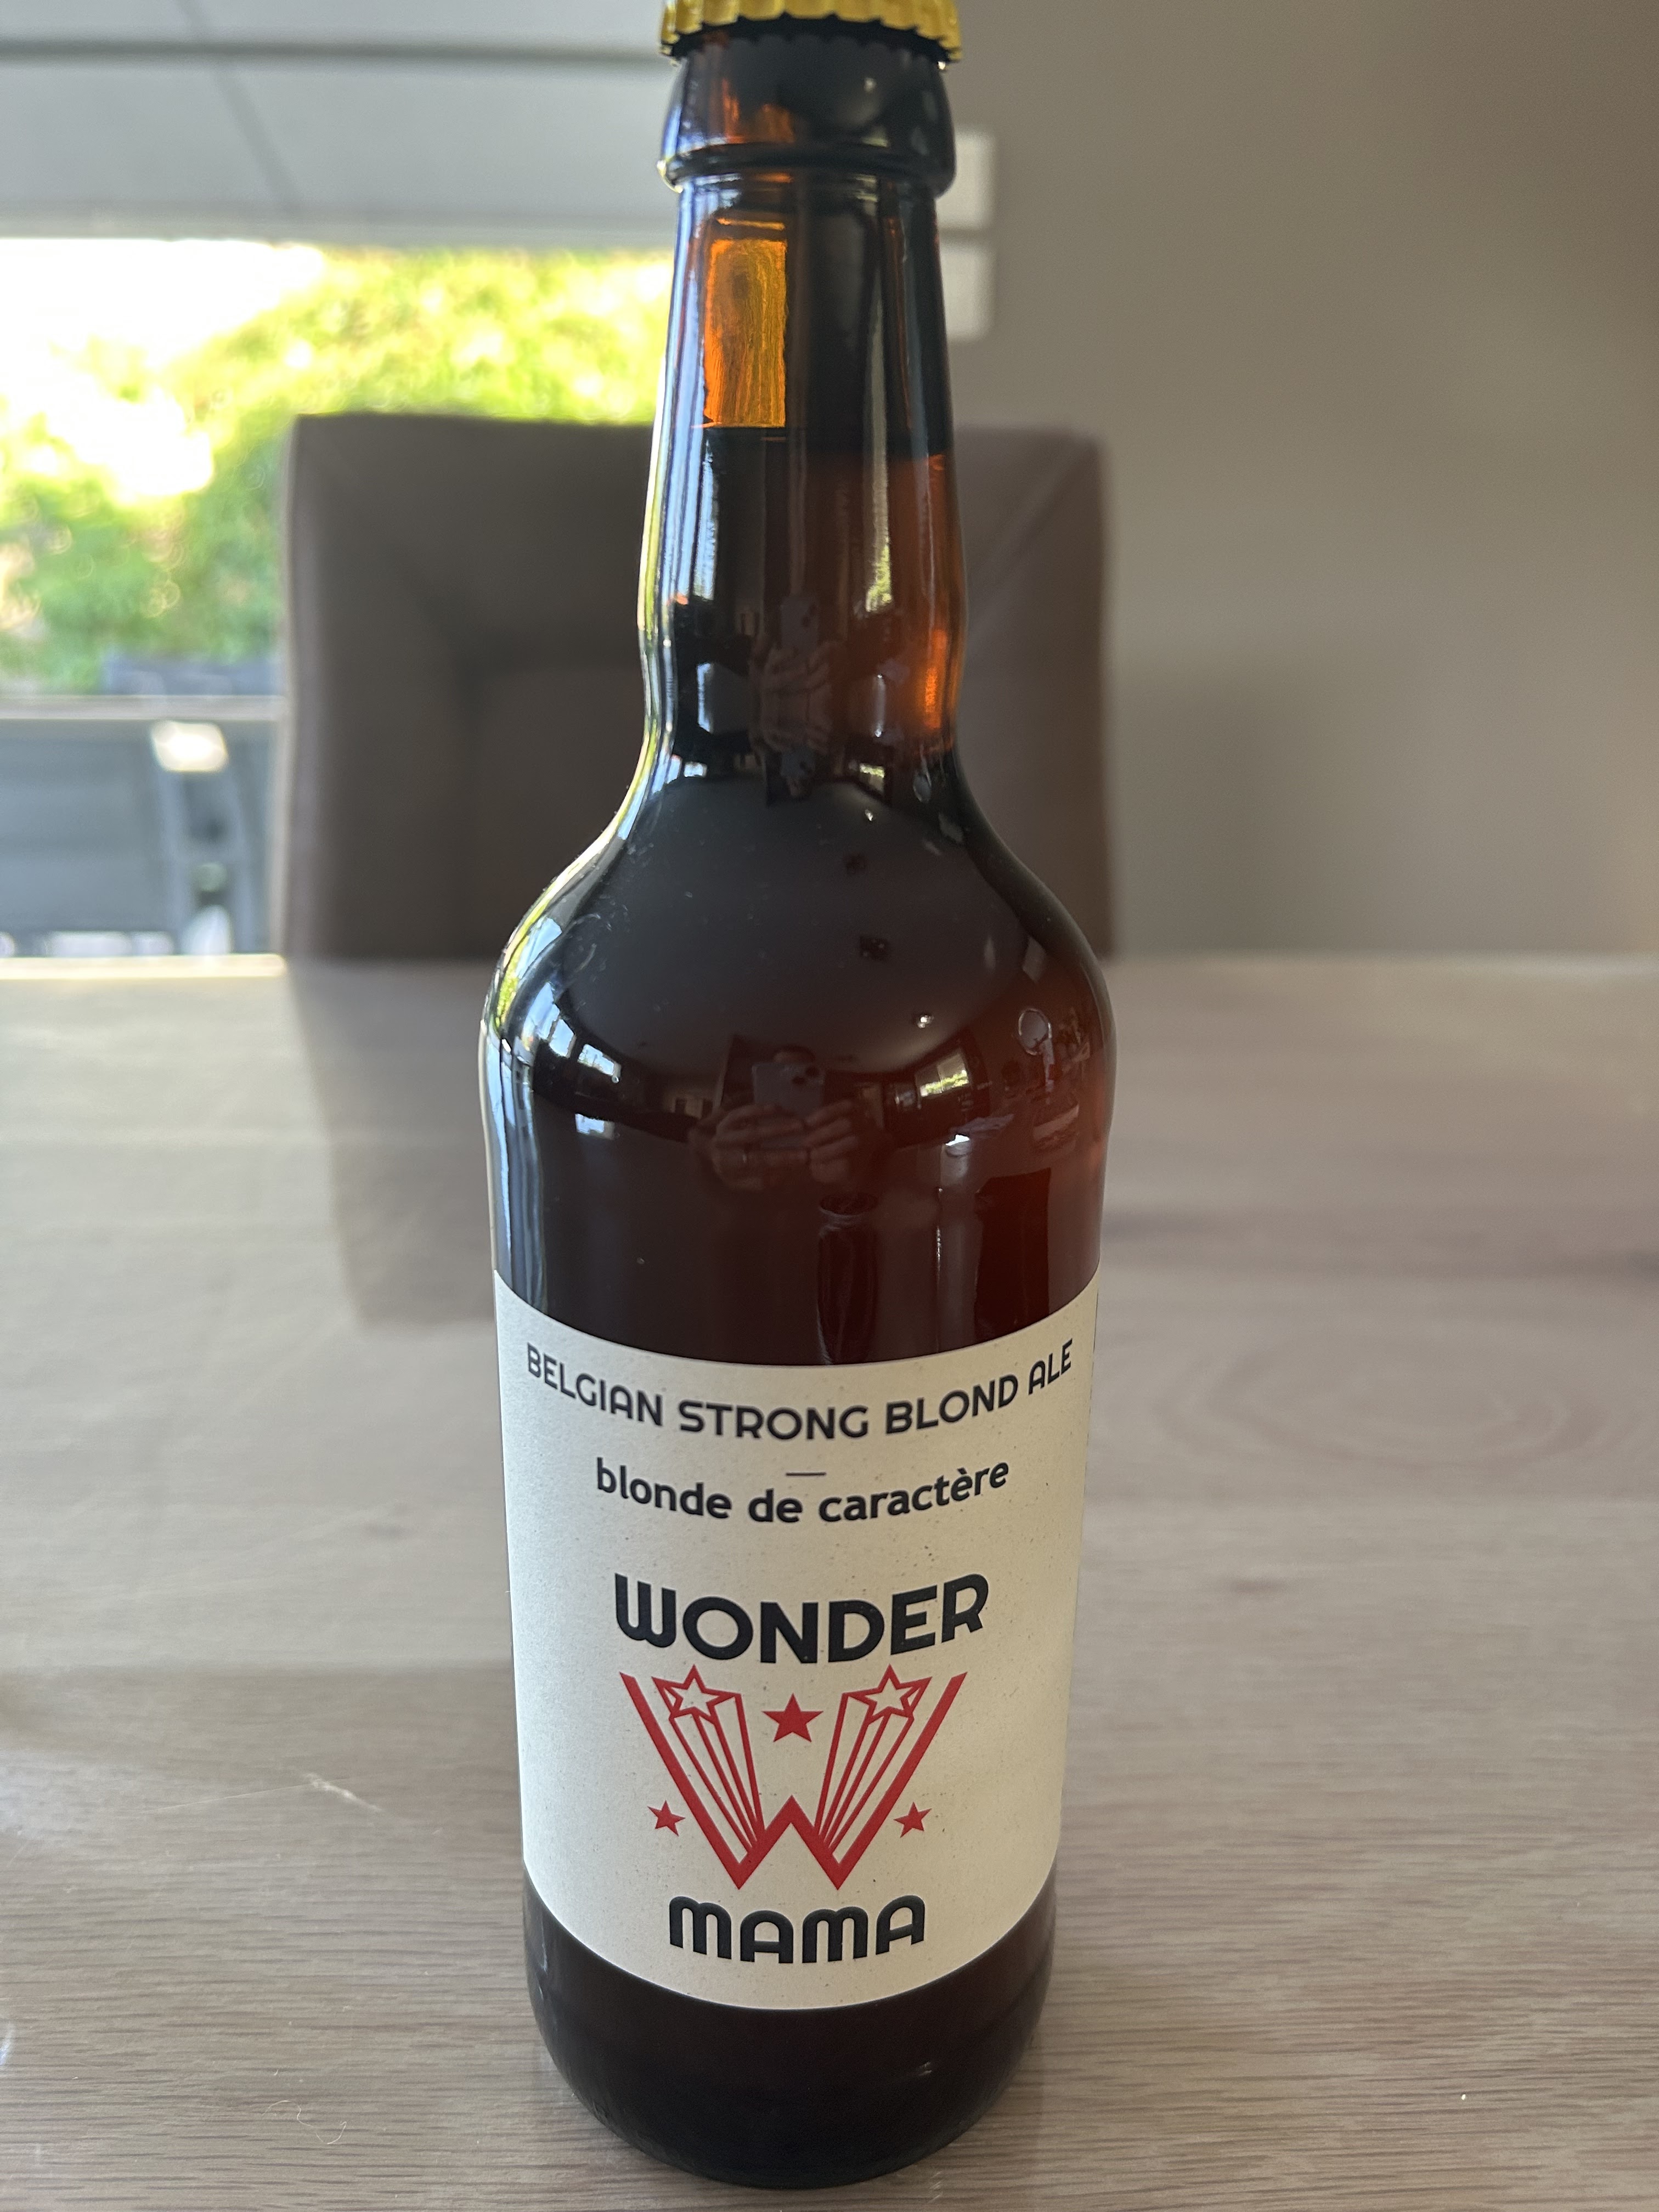 BELGIAN STRONG BLOND ALE
blonde de caractère
WONDER
W
MAMA